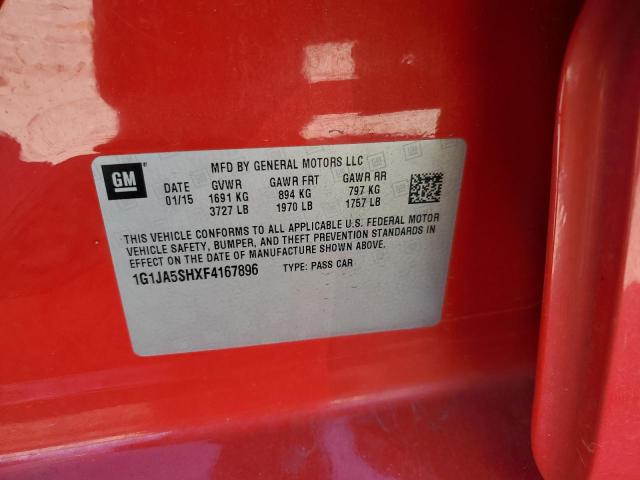 GM
MFD BY GENERAL MOTORS LLC
DATE GVWR GAWR FRT GAWR RR
01/15 1691 KG 894 KG 797 KG
3727 LB 1970 LB 1757 LB
THIS VEHICLE CONFORMS TO ALL APPLICABLE U.S. FEDERAL MOTOR
VEHICLE SAFETY, BUMPER, AND THEFT PREVENTION STANDARDS IN
EFFECT ON THE DATE OF MANUFACTURE SHOWN ABOVE.
1G1JA5SHXF4167896 TYPE: PASS CAR